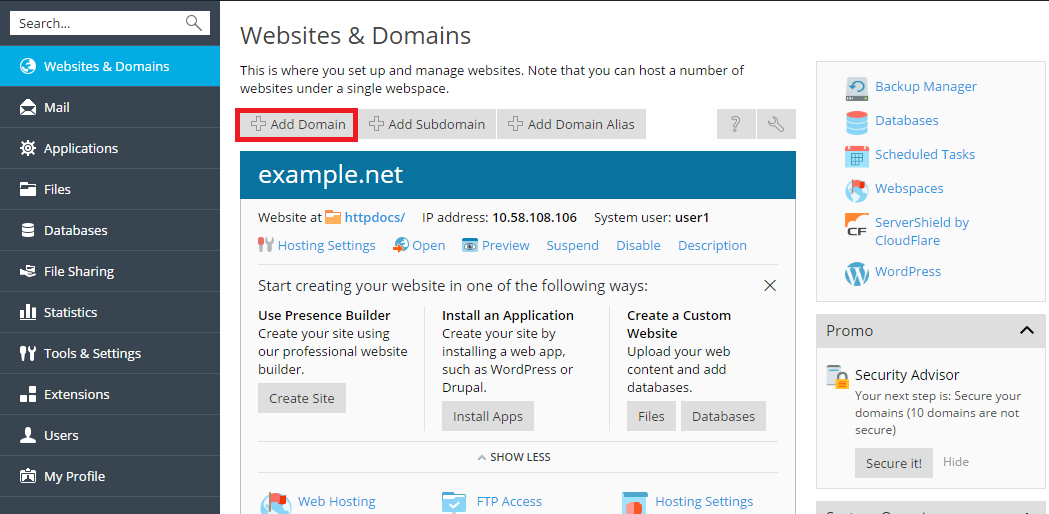 Search...
Websites & Domains
Mail
Applications
Files
Databases
File Sharing
Statistics
Tools & Settings
Extensions
Users
My Profile
Websites & Domains
This is where you set up and manage websites. Note that you can host a number of
websites under a single webspace.
Add Domain
Add Subdomain
Add Domain Alias
?
example.net
Website at httpdocs/ IP address: 10.58.108.106 System user: user1
Hosting Settings Open Preview Suspend Disable Description
Start creating your website in one of the following ways:
Use Presence Builder
Create your site using
our professional website
builder.
Create Site
Install an Application
Create your site by
installing a web app,
such as WordPress or
Drupal.
Install Apps
Create a Custom
Website
Upload your web
content and add
databases.
Files
Databases
SHOW LESS
Web Hosting
FTP Access
Hosting Settings
Backup Manager
Databases
Scheduled Tasks
Webspaces
CF
ServerShield by
CloudFlare
WordPress
Promo
Security Advisor
Your next step is: Secure your
domains (10 domains are not
secure)
Secure it!
Hide